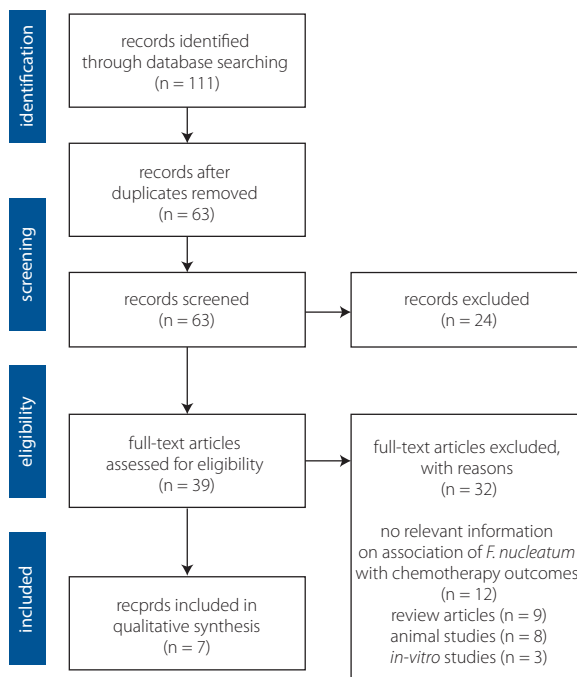 identification
records identified
through database searching
(n = 111)
records after
duplicates removed
(n = 63)
screening
records screened
(n = 63)
records excluded
(n = 24)
eligibility
full-text articles
assessed for eligibility
(n = 39)
full-text articles excluded,
with reasons
(n = 32)
no relevant information
on association of F. nucleatum
with chemotherapy outcomes
(n = 12)
review articles (n = 9)
animal studies (n = 8)
in-vitro studies (n = 3)
included
recprds included in
qualitative synthesis
(n = 7)